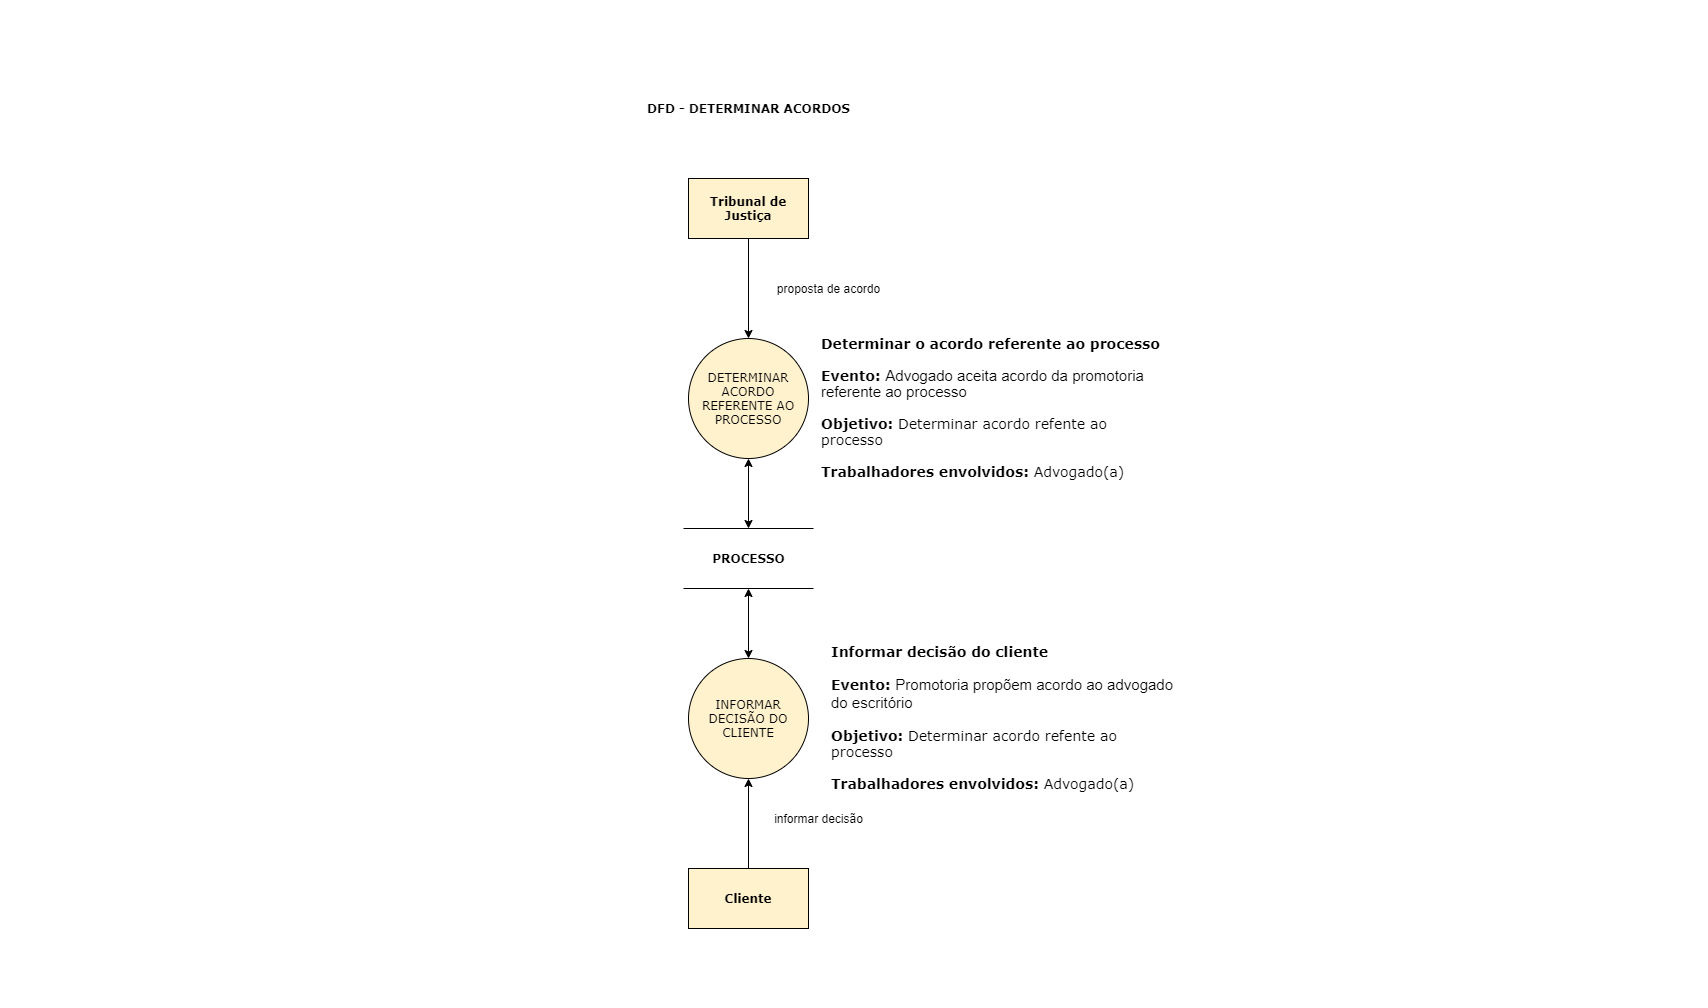 DFD - DETERMINAR ACORDOS
Tribunal de
Justiça
proposta de acordo
DETERMINAR
ACORDO
REFERENTE AO
PROCESSO
Determinar o acordo referente ao processo
Evento: Advogado aceita acordo da promotoria
referente ao processo
Objetivo: Determinar acordo refente ao
processo
Trabalhadores envolvidos: Advogado(a)
PROCESSO
INFORMAR
DECISÃO DO
CLIENTE
Informar decisão do cliente
Evento: Promotoria propõem acordo ao advogado
do escritório
Objetivo: Determinar acordo refente ao
processo
Trabalhadores envolvidos: Advogado(a)
informar decisão
Cliente